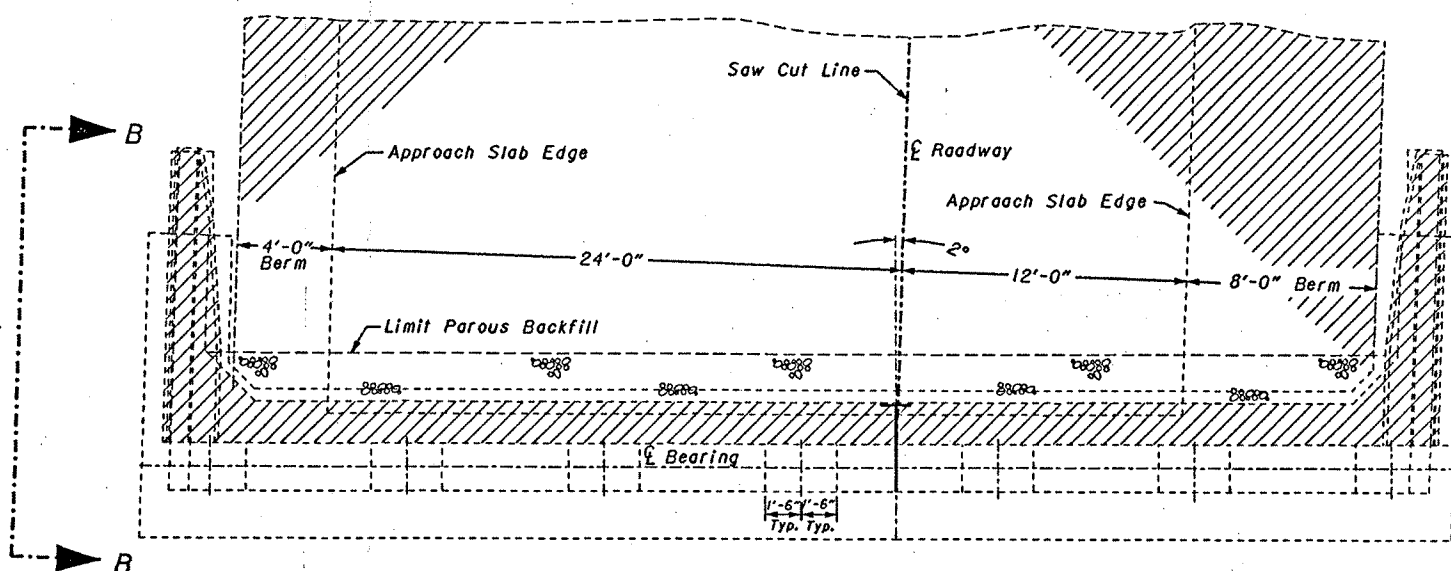 Saw Cut Line
B
Approach Slab Edge
℄ Raadway
Appraach Slab Edge
4'-0"
Berm
24'-0"
2°
12'-0"
8'-0" Berm
Limit Parous Backfill
℄ Bearing
1'-6" 1'-6"
Typ. Typ.
B